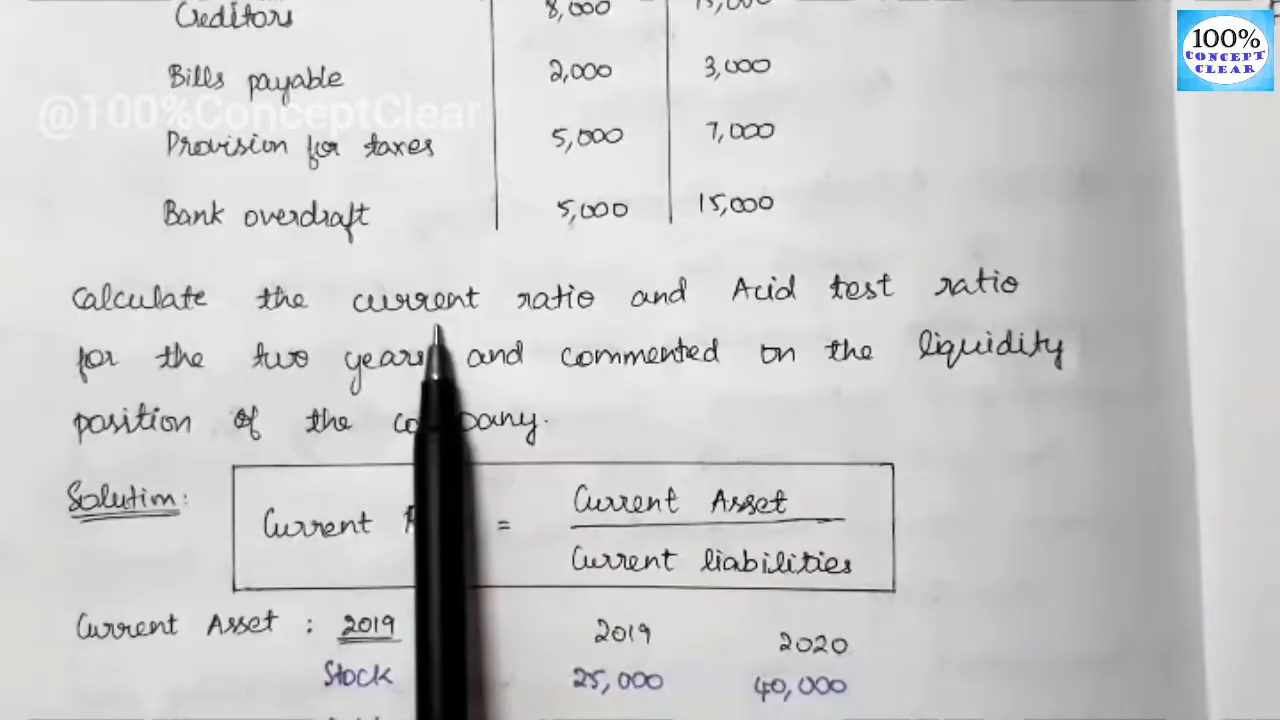 Creditors 8,000
Bills payable 2,000 3,000
@100%ConceptClear
Provision for taxes 5,000 7,000
Bank overdraft 5,000 15,000
Calculate the current ratio and Acid test ratio
for the two years and commented on the liquidity
position of the company.
Solution:
Current = Current Asset
Current liabilities
Current Asset : 2019 2019 2020
Stock 25,000 40,000
100%
CONCEPT
CLEAR